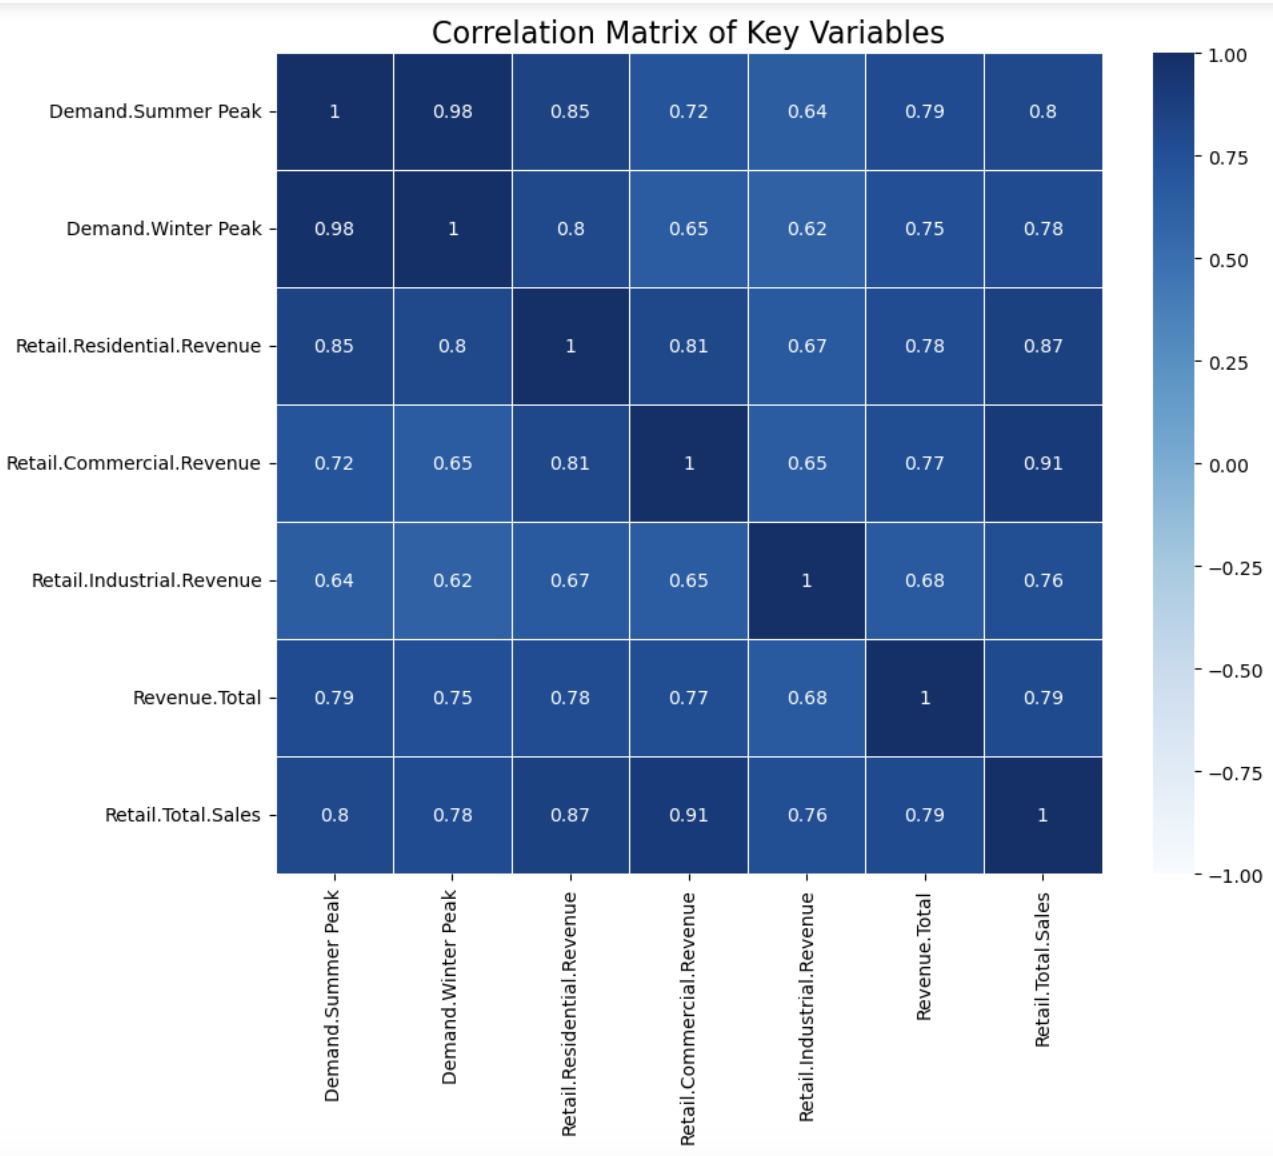 Correlation Matrix of Key Variables
Demand.Summer Peak 1 0.98 0.85 0.72 0.64 0.79 0.8
Demand.Winter Peak 0.98 1 0.8 0.65 0.62 0.75 0.78
Retail.Residential.Revenue 0.85 0.8 1 0.81 0.67 0.78 0.87
Retail.Commercial.Revenue 0.72 0.65 0.81 1 0.65 0.77 0.91
Retail.Industrial.Revenue 0.64 0.62 0.67 0.65 1 0.68 0.76
Revenue.Total 0.79 0.75 0.78 0.77 0.68 1 0.79
Retail.Total.Sales 0.8 0.78 0.87 0.91 0.76 0.79 1
Demand.Summer Peak
Demand.Winter Peak
Retail.Residential.Revenue
Retail.Commercial.Revenue
Retail.Industrial.Revenue
Revenue.Total
Retail.Total.Sales
1.00
0.75
0.50
0.25
0.00
−0.25
−0.50
−0.75
−1.00